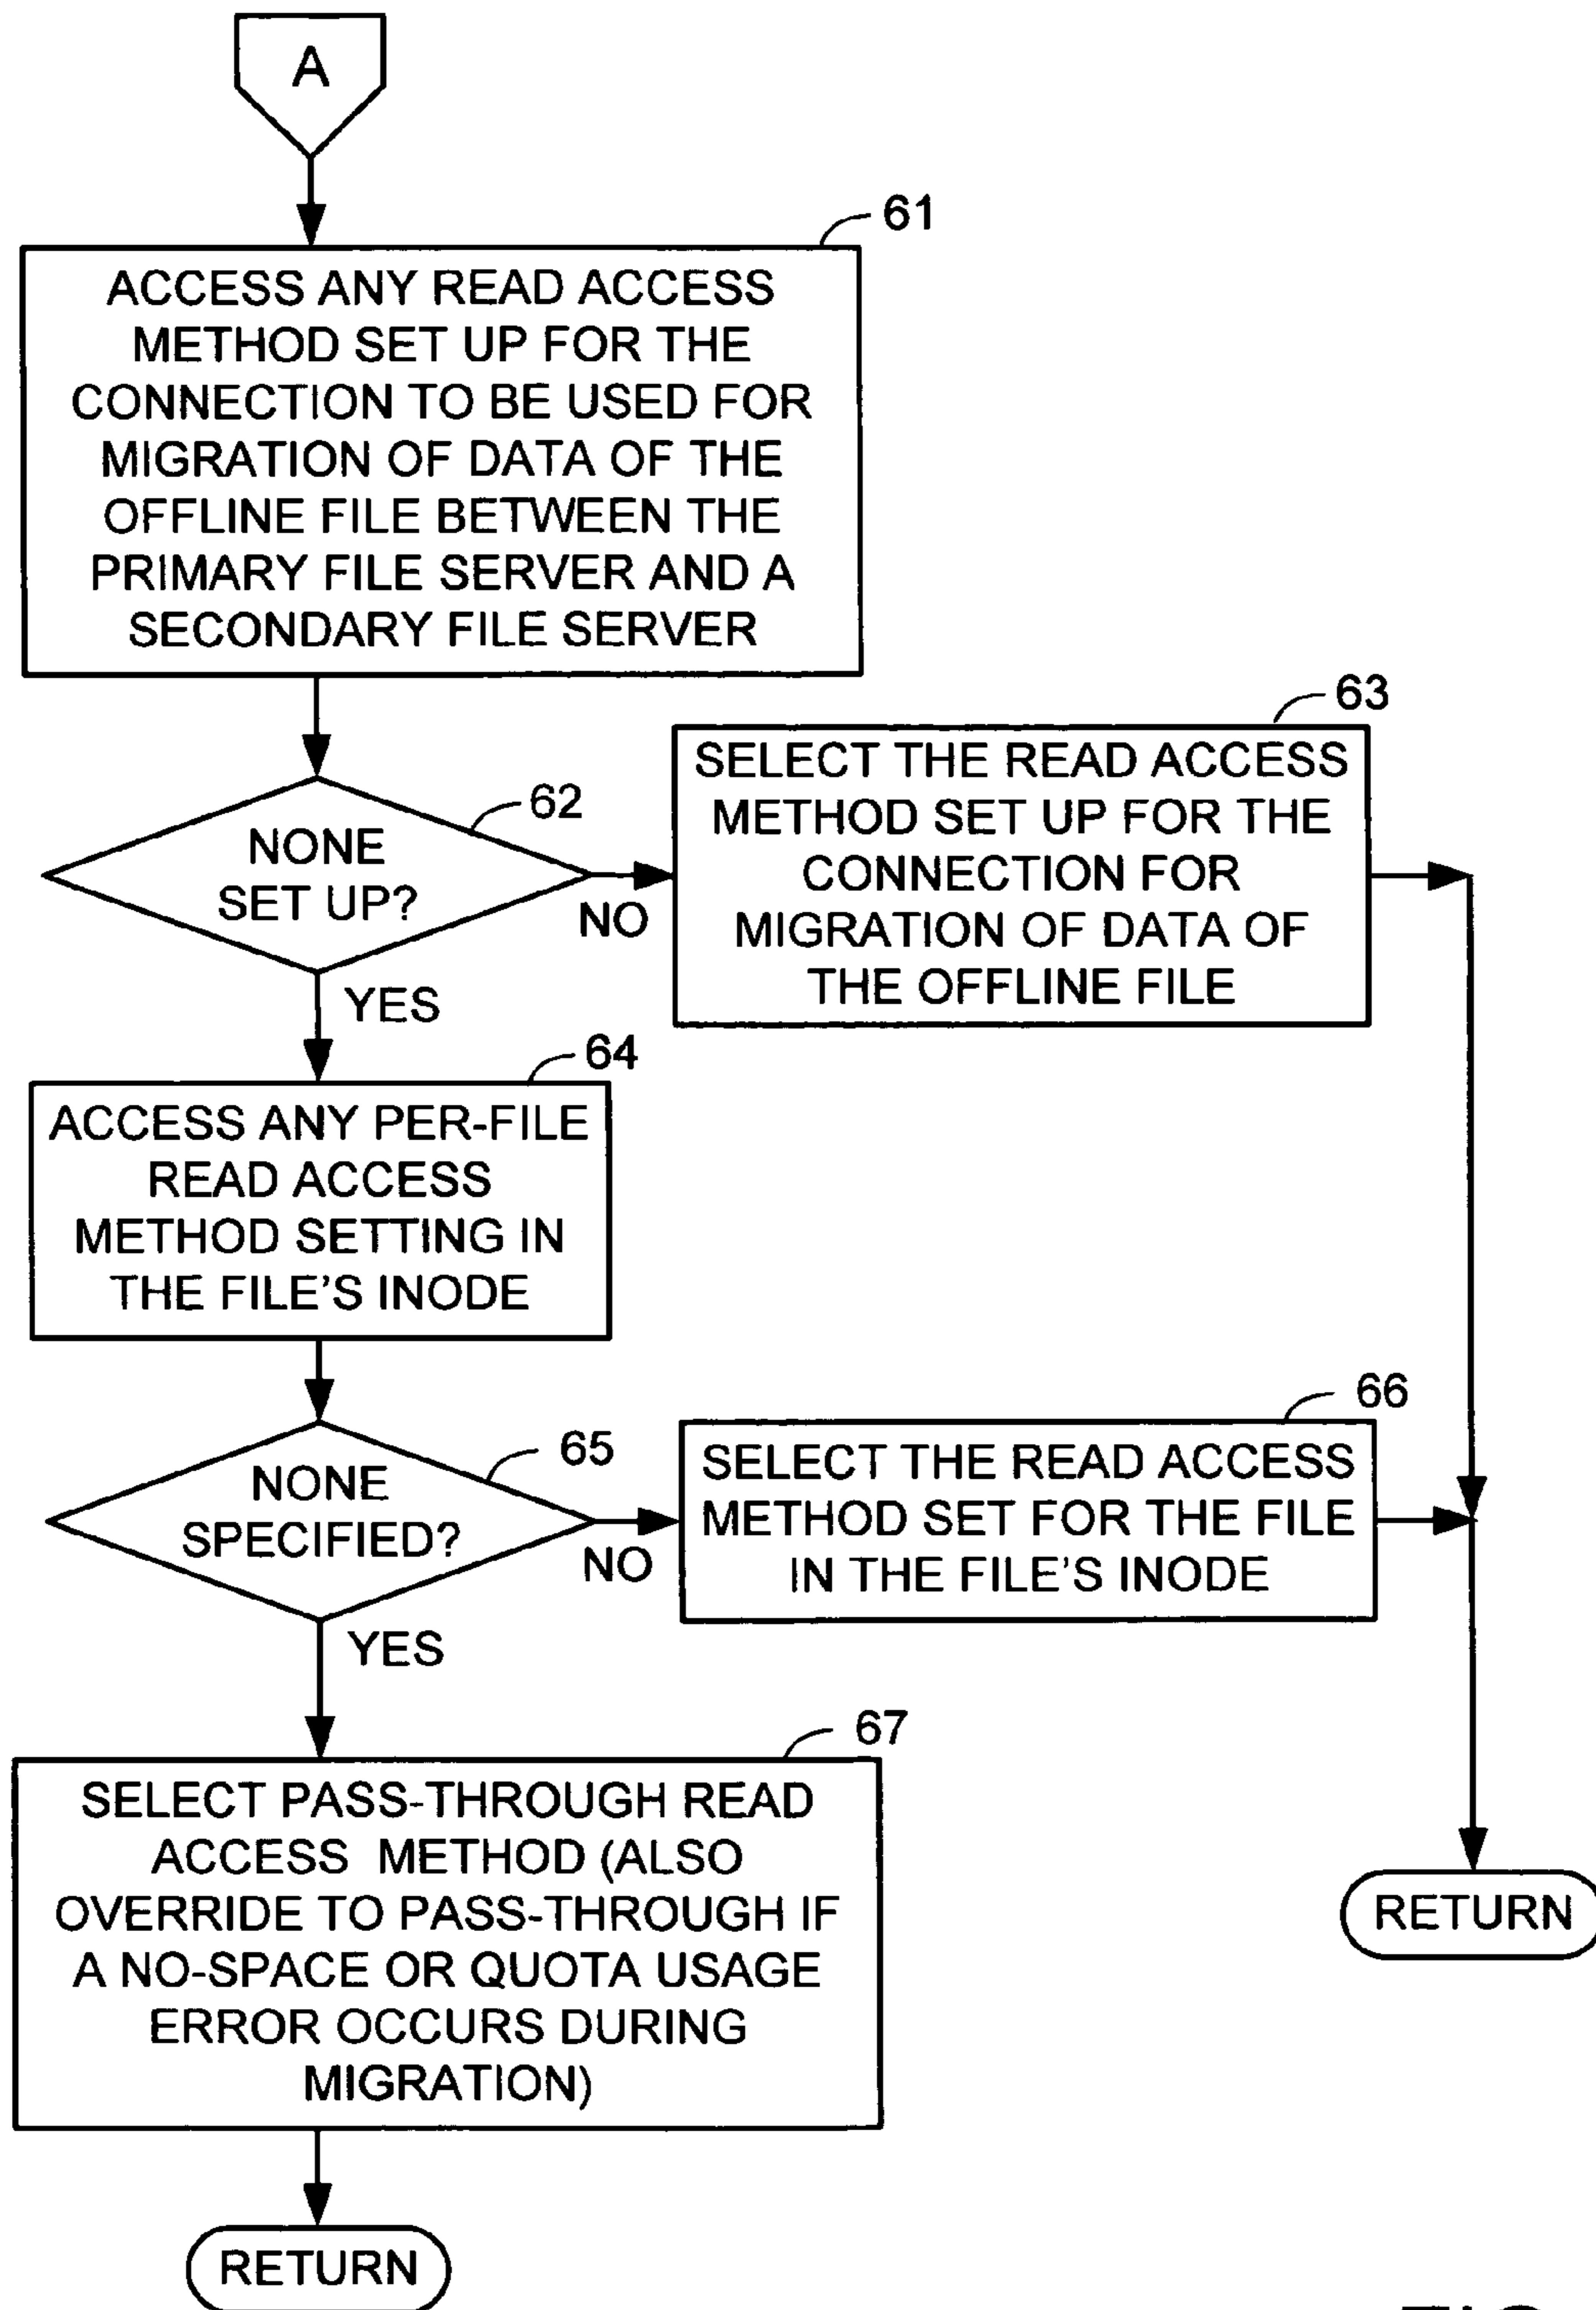 A
61
ACCESS ANY READ ACCESS
METHOD SET UP FOR THE
CONNECTION TO BE USED FOR
MIGRATION OF DATA OF THE
OFFLINE FILE BETWEEN THE
PRIMARY FILE SERVER AND A
SECONDARY FILE SERVER
62
NONE
SET UP?
NO
YES
63
SELECT THE READ ACCESS
METHOD SET UP FOR THE
CONNECTION FOR
MIGRATION OF DATA OF
THE OFFLINE FILE
64
ACCESS ANY PER-FILE
READ ACCESS
METHOD SETTING IN
THE FILE'S INODE
65
NONE
SPECIFIED?
NO
YES
66
SELECT THE READ ACCESS
METHOD SET FOR THE FILE
IN THE FILE'S INODE
67
SELECT PASS-THROUGH READ
ACCESS METHOD (ALSO
OVERRIDE TO PASS-THROUGH IF
A NO-SPACE OR QUOTA USAGE
ERROR OCCURS DURING
MIGRATION)
RETURN
RETURN